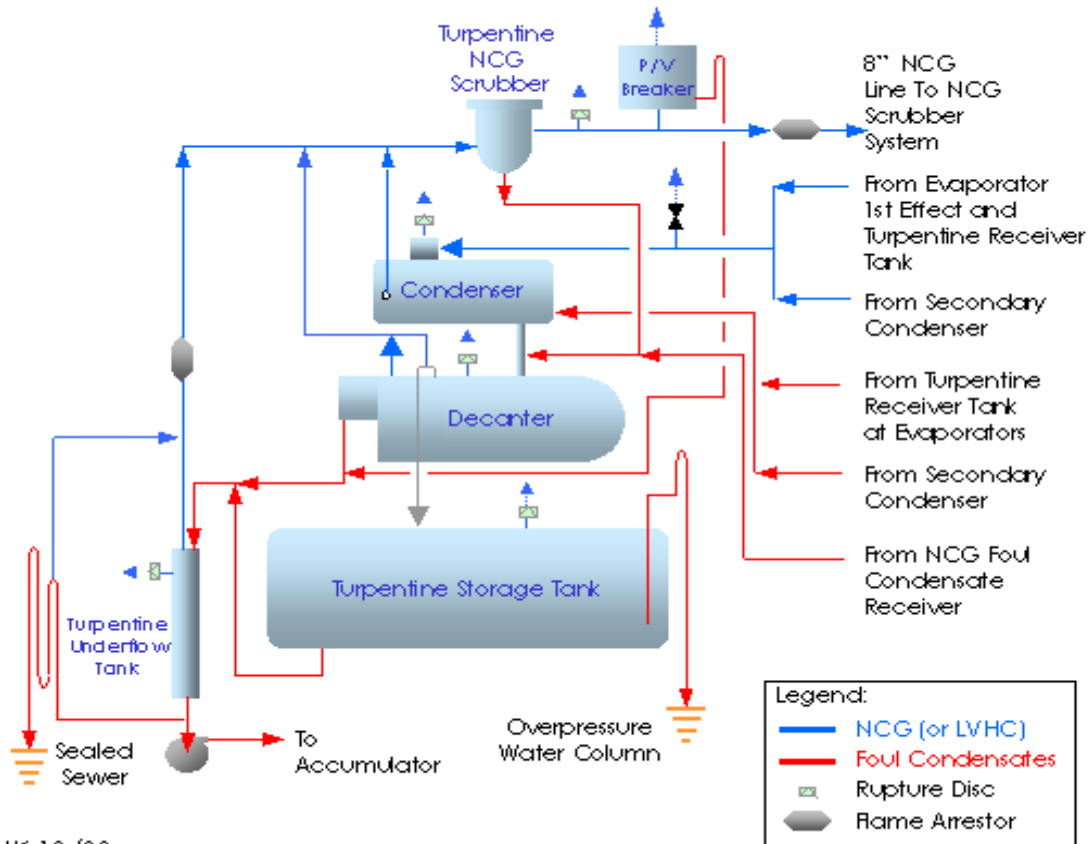 Turpentine
NCG
Scrubber
P/V
Breaker
8" NCG
Line To NCG
Scrubber
System
From Evaporator
1st Effect and
Turpentine Receiver
Tank
Condenser
From Secondary
Condenser
From Turpentine
Receiver Tank
at Evaporators
Decanter
From Secondary
Condenser
From NCG Foul
Condensate
Receiver
Turpentine Storage Tank
Turpentine
Underflow
Tank
Sealed
Sewer
To
Accumulator
Overpressure
Water Column
Legend:
NCG (or LVHC)
Foul Condensates
Rupture Disc
Flame Arrestor